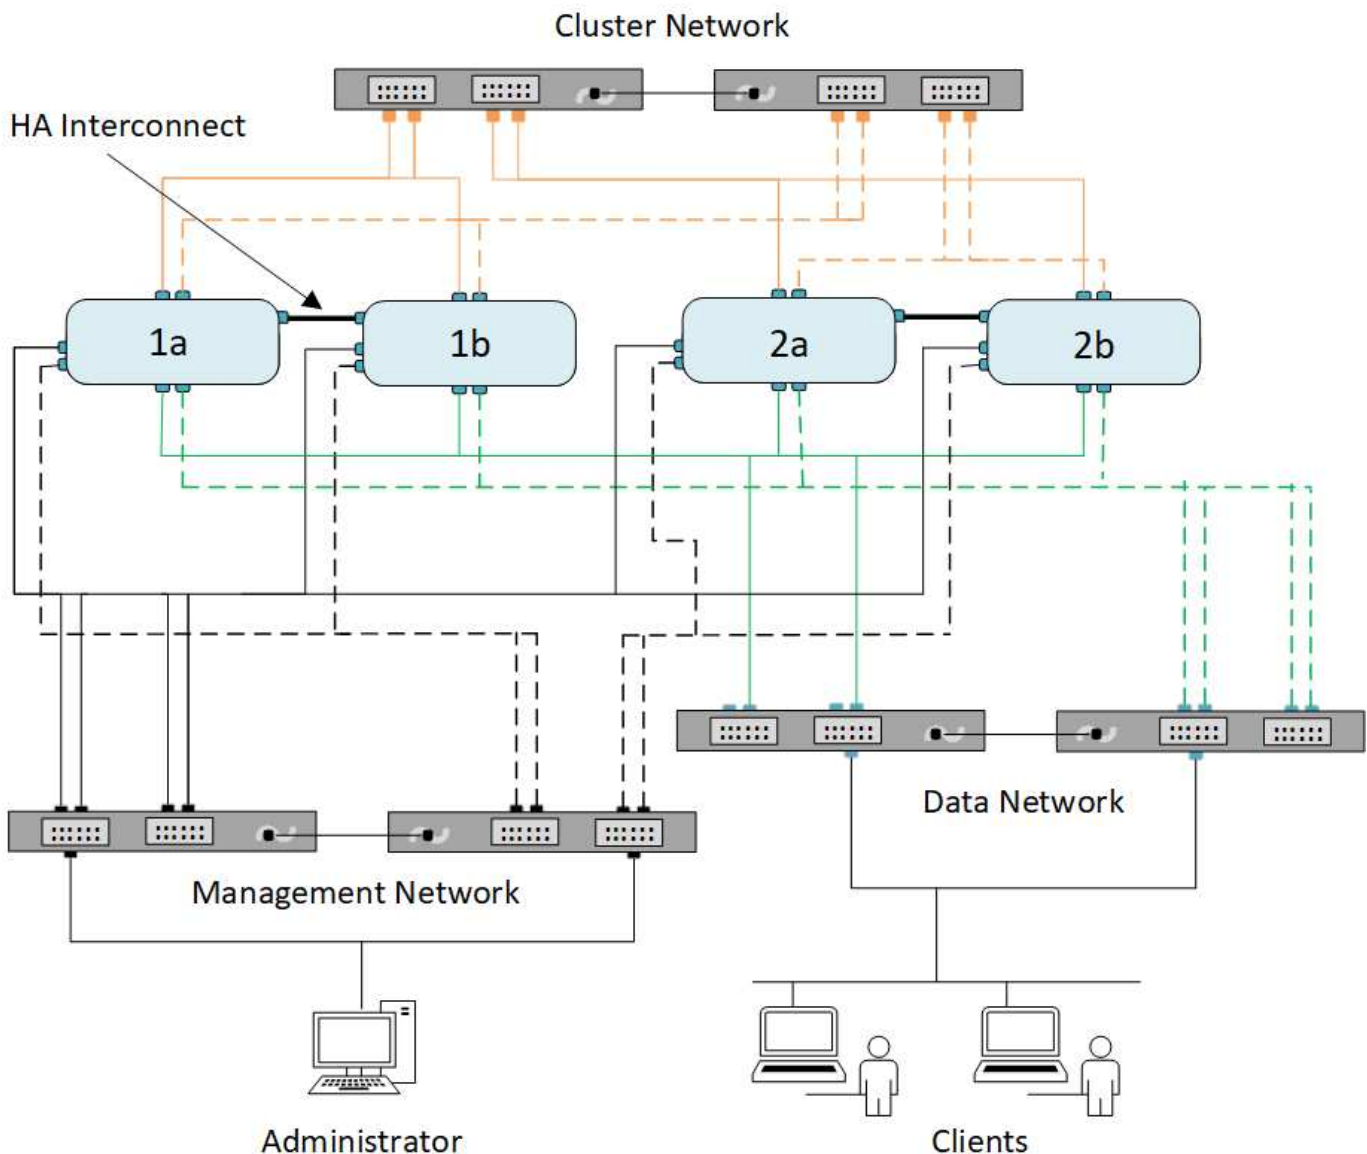 Cluster Network
HA Interconnect
1a
1b
2a
2b
Data Network
Management Network
Administrator
Clients